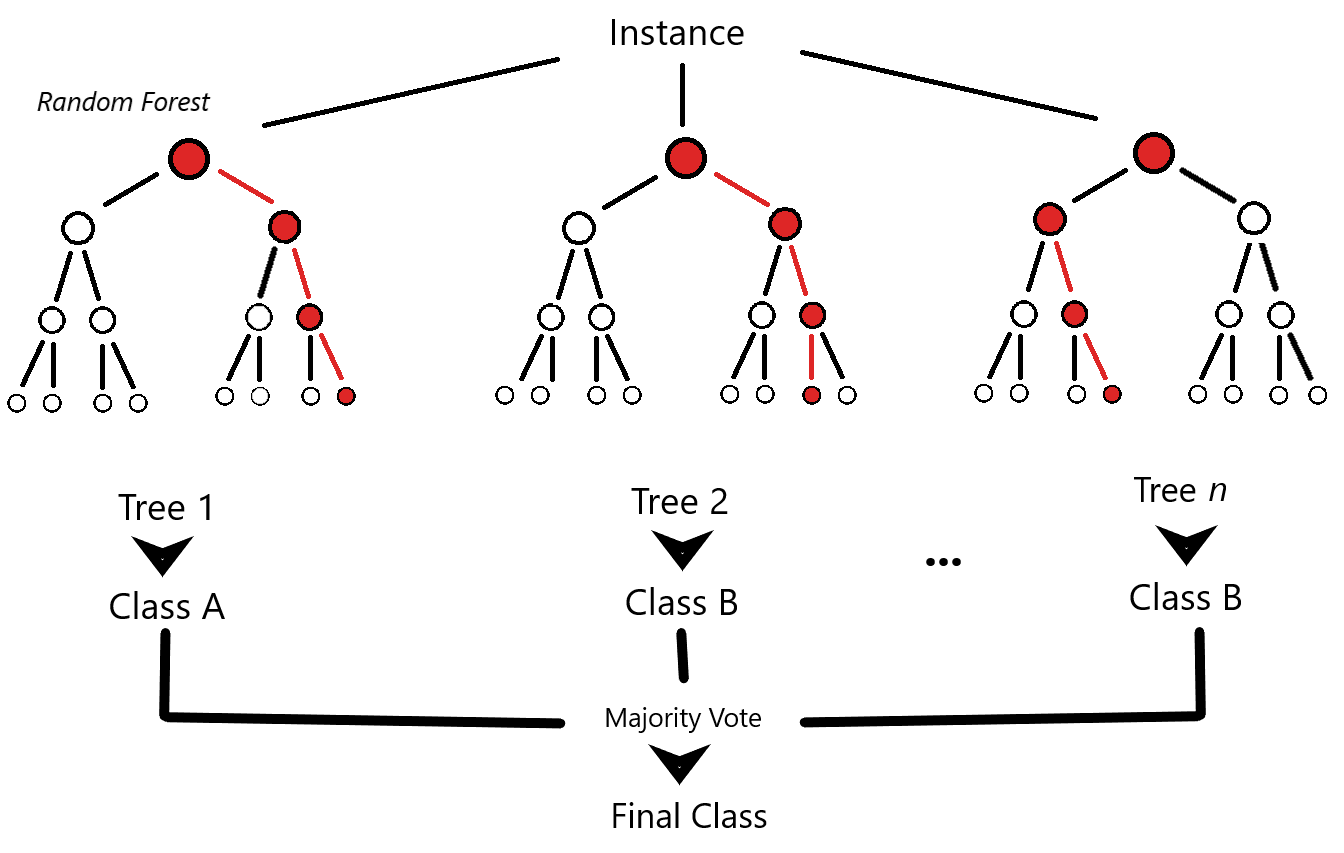 Instance
Random Forest
Tree 1
Tree 2
Tree n
...
Class A
Class B
Class B
Majority Vote
Final Class